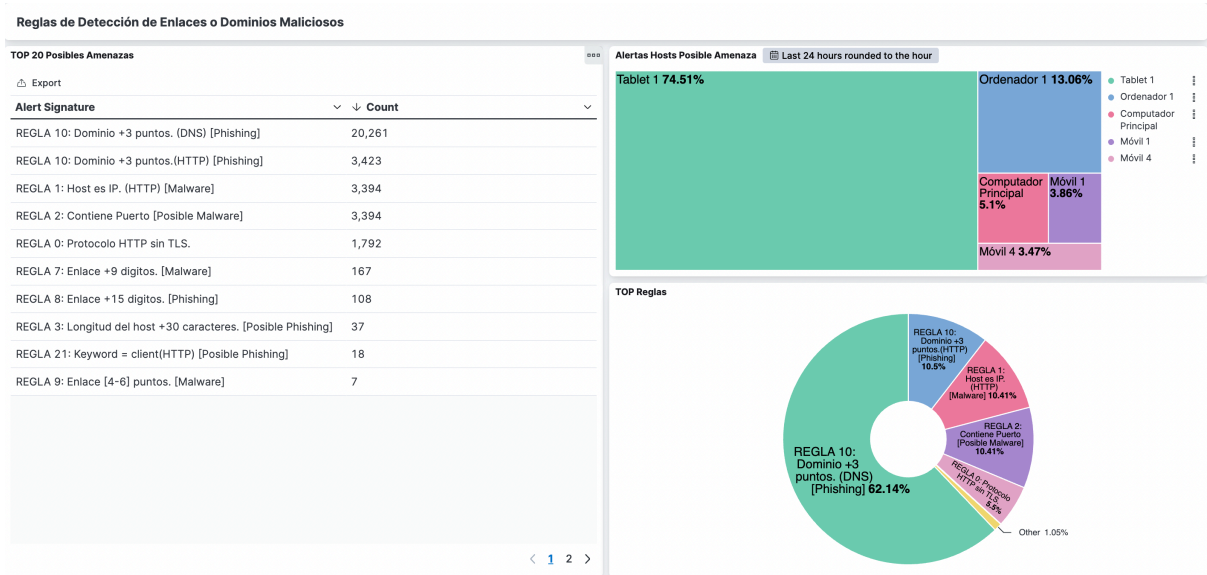 Reglas de Detección de Enlaces o Dominios Maliciosos
TOP 20 Posibles Amenazas
Export
Alert Signature Count
REGLA 10: Dominio +3 puntos. (DNS) [Phishing] 20,261
REGLA 10: Dominio +3 puntos.(HTTP) [Phishing] 3,423
REGLA 1: Host es IP. (HTTP) [Malware] 3,394
REGLA 2: Contiene Puerto [Posible Malware] 3,394
REGLA 0: Protocolo HTTP sin TLS. 1,792
REGLA 7: Enlace +9 digitos. [Malware] 167
REGLA 8: Enlace +15 digitos. [Phishing] 108
REGLA 3: Longitud del host +30 caracteres. [Posible Phishing] 37
REGLA 21: Keyword = client(HTTP) [Posible Phishing] 18
REGLA 9: Enlace [4-6] puntos. [Malware] 7
1 2
Alertas Hosts Posible Amenaza Last 24 hours rounded to the hour
Tablet 1 74.51%
Ordenador 1 13.06%
Computador
Principal
5.1%
Móvil 1
3.86%
Móvil 4 3.47%
Tablet 1
Ordenador 1
Computador
Principal
Móvil 1
Móvil 4
TOP Reglas
REGLA 10:
Dominio +3
puntos.(HTTP)
[Phishing]
10.5%
REGLA 1:
Host es IP.
(HTTP)
[Malware] 10.41%
REGLA 2:
Contiene Puerto
[Posible Malware]
10.41%
REGLA 0: Protocolo
HTTP sin TLS.
5.5%
REGLA 10:
Dominio +3
puntos. (DNS)
[Phishing] 62.14%
Other 1.05%